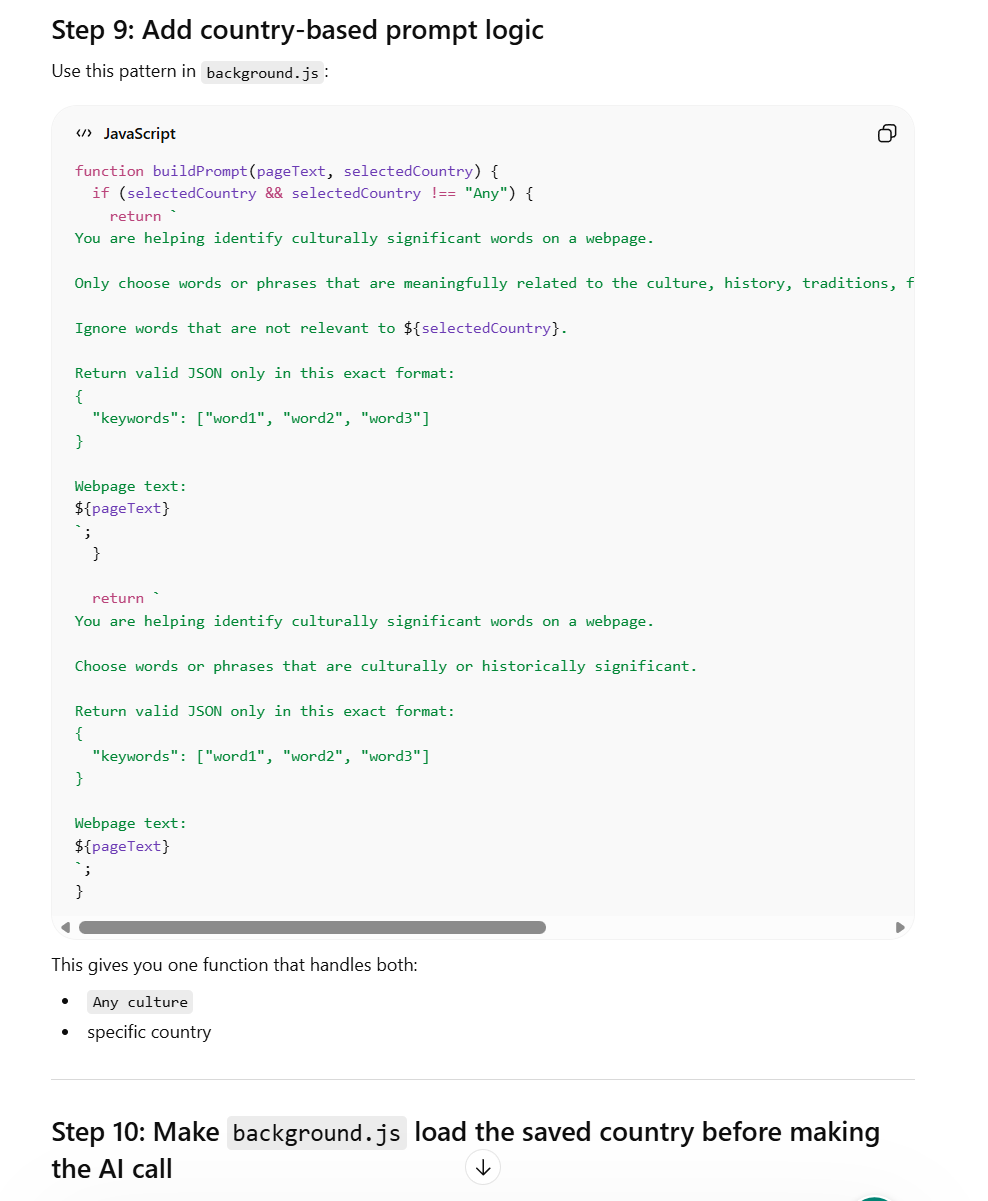 Step 9: Add country-based prompt logic
Use this pattern in background.js:
</> JavaScript
function buildPrompt(pageText, selectedCountry) {
  if (selectedCountry && selectedCountry !== "Any") {
    return `
You are helping identify culturally significant words on a webpage.

Only choose words or phrases that are meaningfully related to the culture, history, traditions, f

Ignore words that are not relevant to ${selectedCountry}.

Return valid JSON only in this exact format:
{
  "keywords": ["word1", "word2", "word3"]
}

Webpage text:
${pageText}
`;
  }

  return `
You are helping identify culturally significant words on a webpage.

Choose words or phrases that are culturally or historically significant.

Return valid JSON only in this exact format:
{
  "keywords": ["word1", "word2", "word3"]
}

Webpage text:
${pageText}
`;
}
This gives you one function that handles both:
• Any culture
• specific country
Step 10: Make background.js load the saved country before making
the AI call